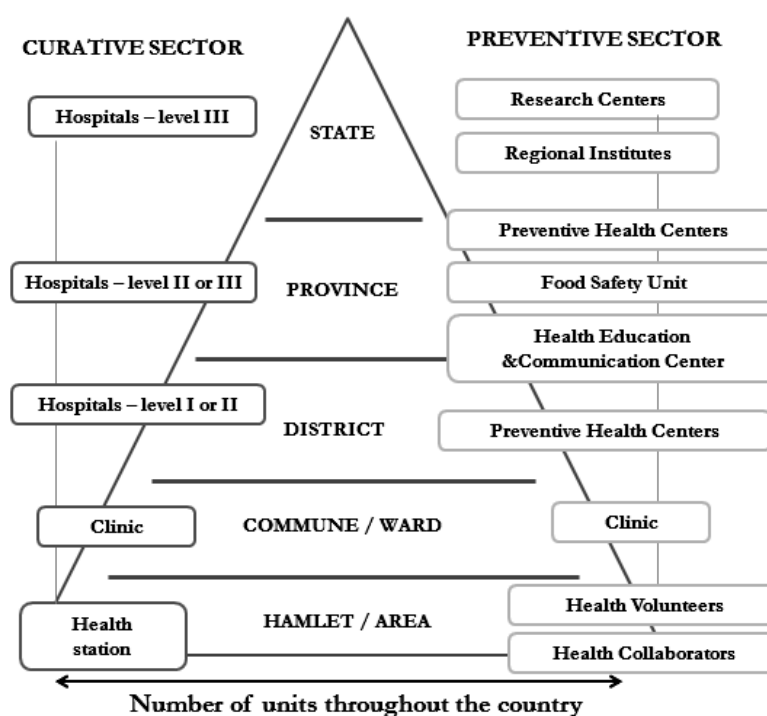 CURATIVE SECTOR
PREVENTIVE SECTOR
Hospitals – level III
STATE
Research Centers
Regional Institutes
Preventive Health Centers
Hospitals – level II or III
PROVINCE
Food Safety Unit
Health Education
&Communication Center
Hospitals – level I or II
DISTRICT
Preventive Health Centers
Clinic
COMMUNE / WARD
Clinic
Health
station
HAMLET / AREA
Health Volunteers
Health Collaborators
Number of units throughout the country